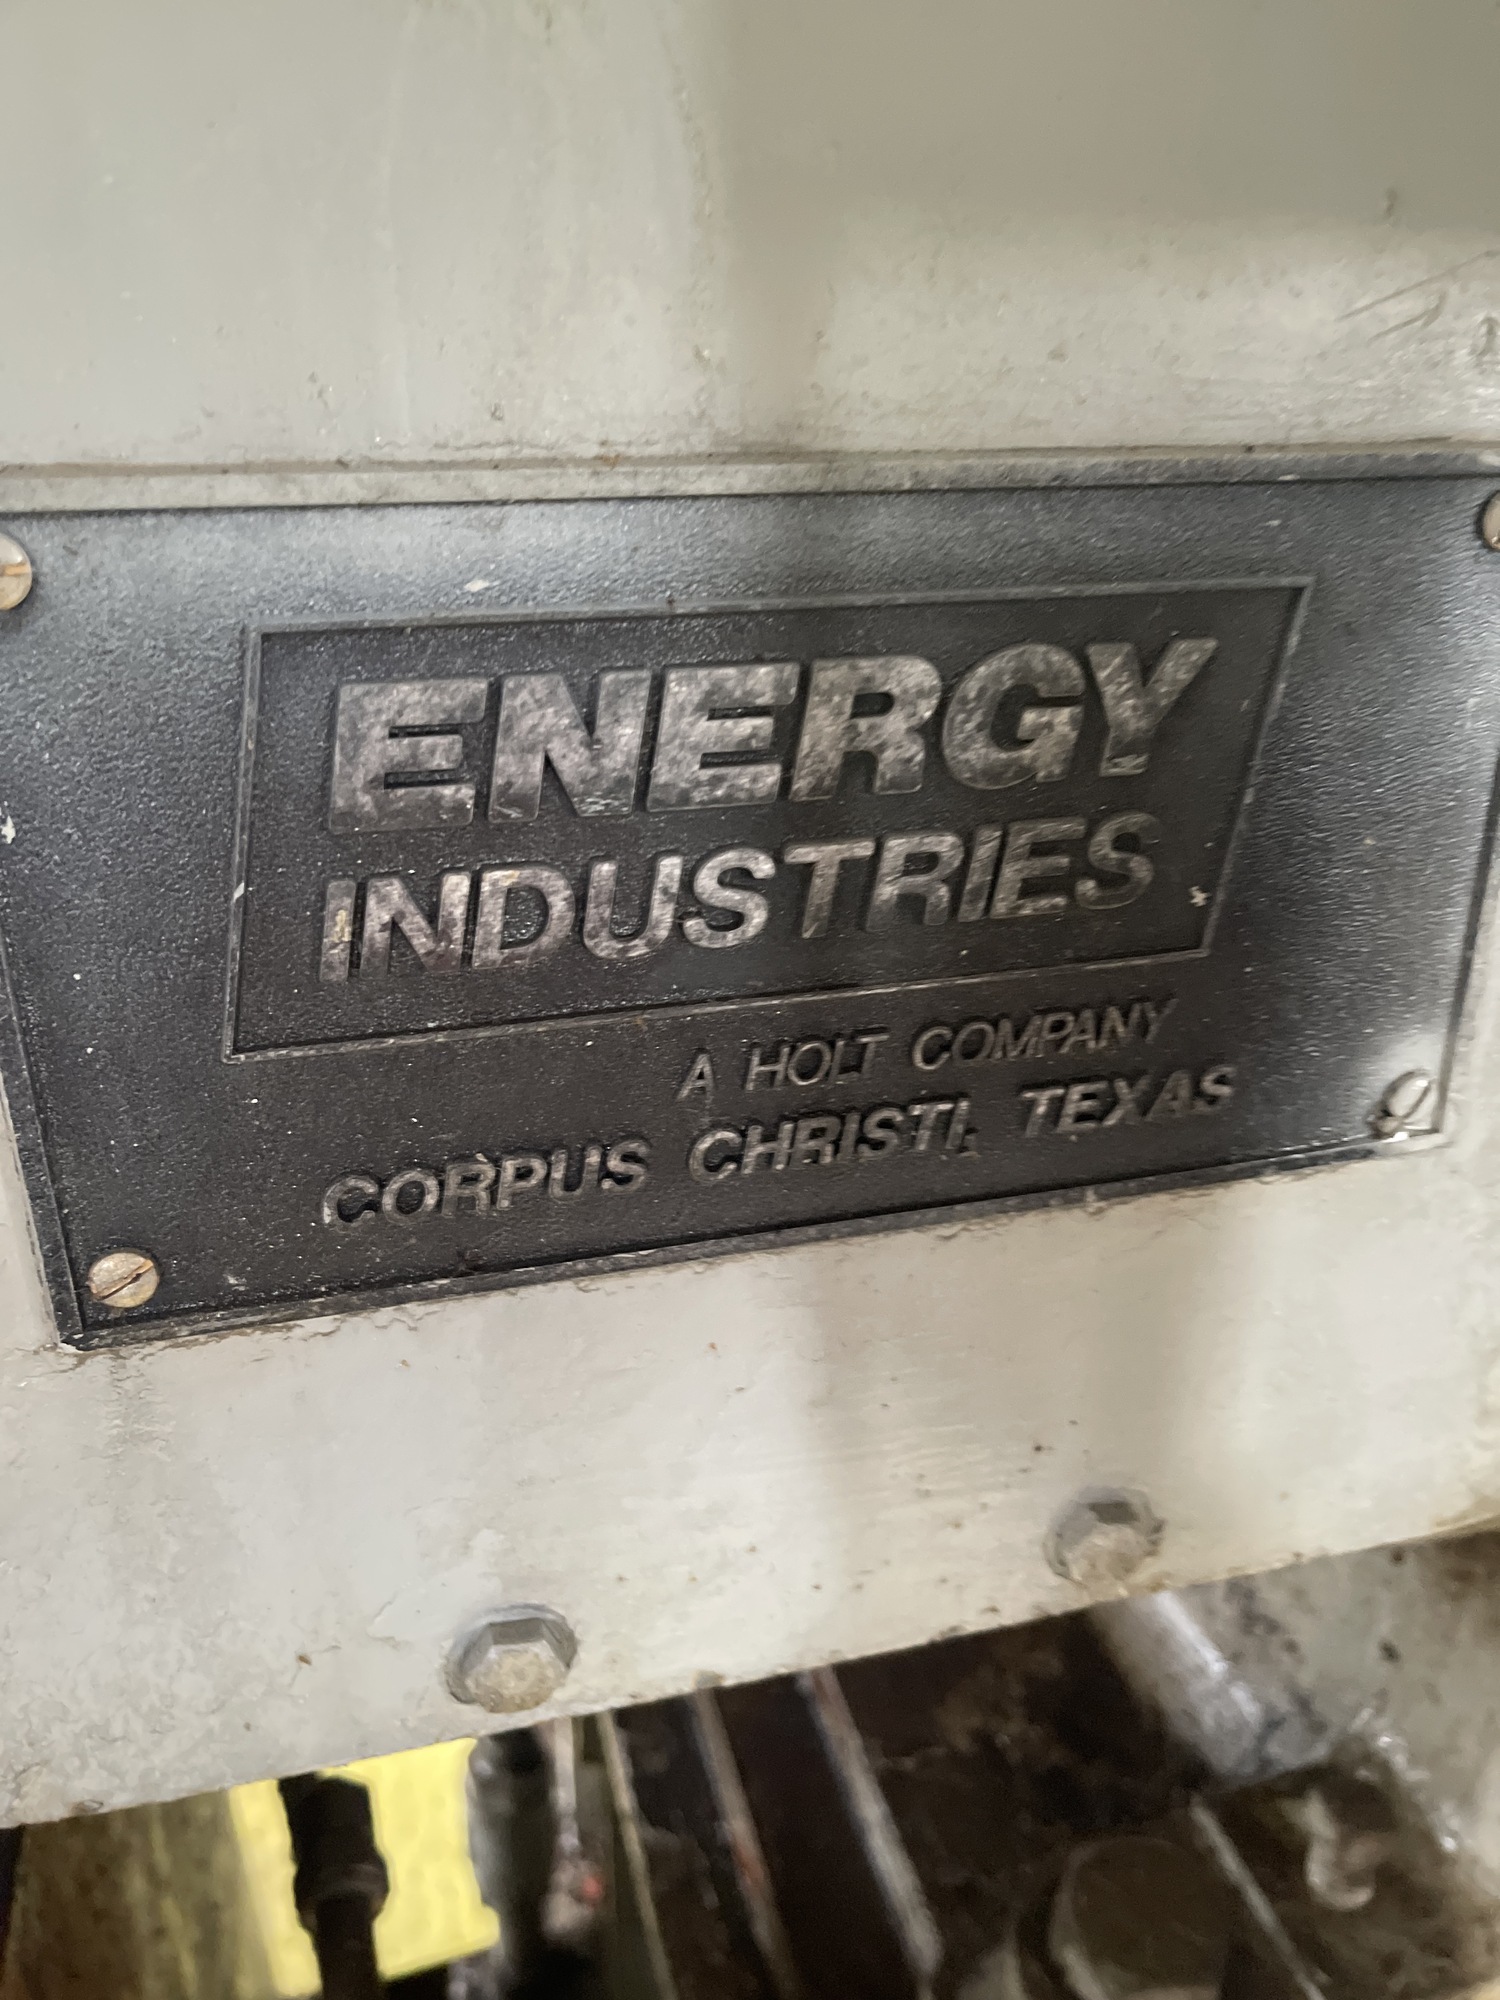 ENERGY
INDUSTRIES
A HOLT COMPANY
CORPUS CHRISTI, TEXAS